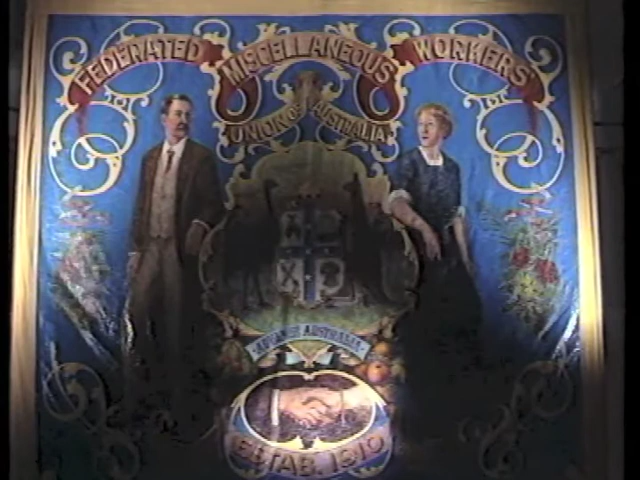 FEDERATED MISCELLANEOUS WORKERS
UNION OF AUSTRALIA
ADVANCE AUSTRALIA
ESTAB. 1910